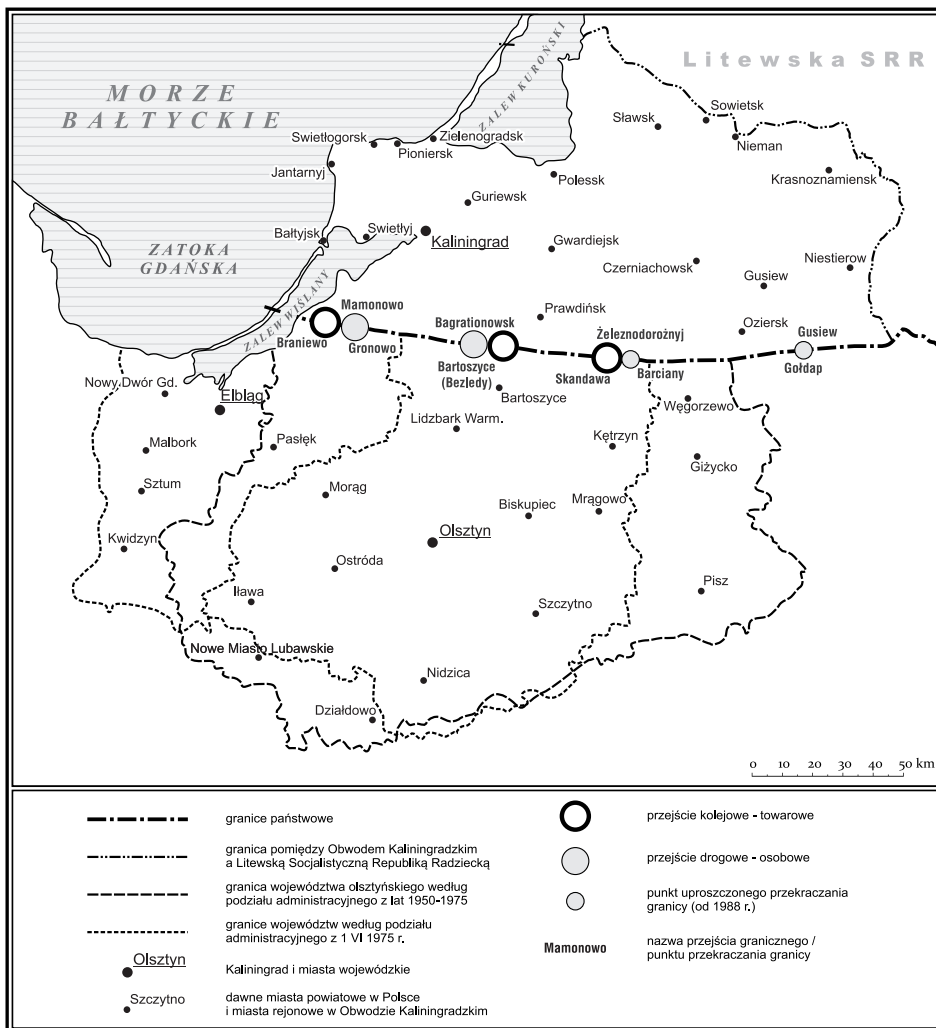 Litewska SRR
MORZE
BAŁTYCKIE
ZALEW KUROŃSKI
Sławsk
Sowietsk
Nieman
Swietłogorsk
Zielenogradsk
Pioniersk
Jantarnyj
Polessk
Krasnoznamiensk
Guriewsk
Bałtyjsk
Swietłyj
Kaliningrad
ZATOKA
GDAŃSKA
Gwardiejsk
Czerniachowsk
Niestierow
Gusiew
ZALEW WIŚLANY
Mamonowo
Braniewo
Gronowo
Prawdińsk
Bagrationowsk
Bartoszyce
(Bezledy)
Żeleznodorożnyj
Skandawa
Barciany
Oziersk
Gusiew
Gołdap
Nowy Dwór Gd.
Elbląg
Bartoszyce
Węgorzewo
Lidzbark Warm.
Malbork
Pasłęk
Kętrzyn
Giżycko
Sztum
Morąg
Biskupiec
Mrągowo
Kwidzyn
Olsztyn
Ostróda
Pisz
Iława
Szczytno
Nowe Miasto Lubawskie
Nidzica
Działdowo
0 10 20 30 40 50 km
granice państwowe
granica pomiędzy Obwodem Kaliningradzkim
a Litewską Socjalistyczną Republiką Radziecką
granica województwa olsztyńskiego według
podziału administracyjnego z lat 1950-1975
granice województw według podziału
administracyjnego z 1 VI 1975 r.
Olsztyn
Kaliningrad i miasta wojewódzkie
Szczytno
dawne miasta powiatowe w Polsce
i miasta rejonowe w Obwodzie Kaliningradzkim
przejście kolejowe - towarowe
przejście drogowe - osobowe
punkt uproszczonego przekraczania
granicy (od 1988 r.)
Mamonowo
nazwa przejścia granicznego /
punktu przekraczania granicy